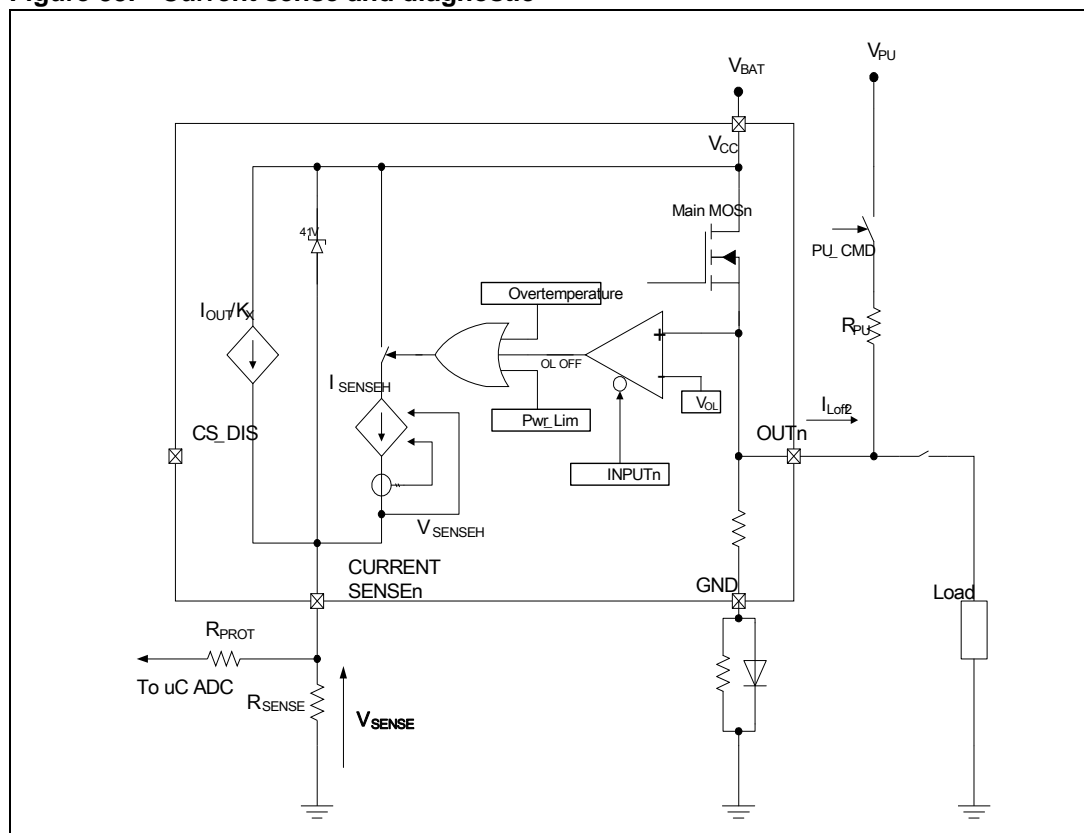 Figure 35. Current sense and diagnostic
VBAT
VPU
VCC
Main MOSn
41V
PU_CMD
Overtemperature
IOUT/KX
RPU
+
OL OFF
-
ISENSEH
VOL
Pwr_Lim
ILoff2
CS_DIS
OUTn
INPUTn
VSENSEH
CURRENT
SENSEn
GND
Load
RPROT
To uC ADC
RSENSE
VSENSE